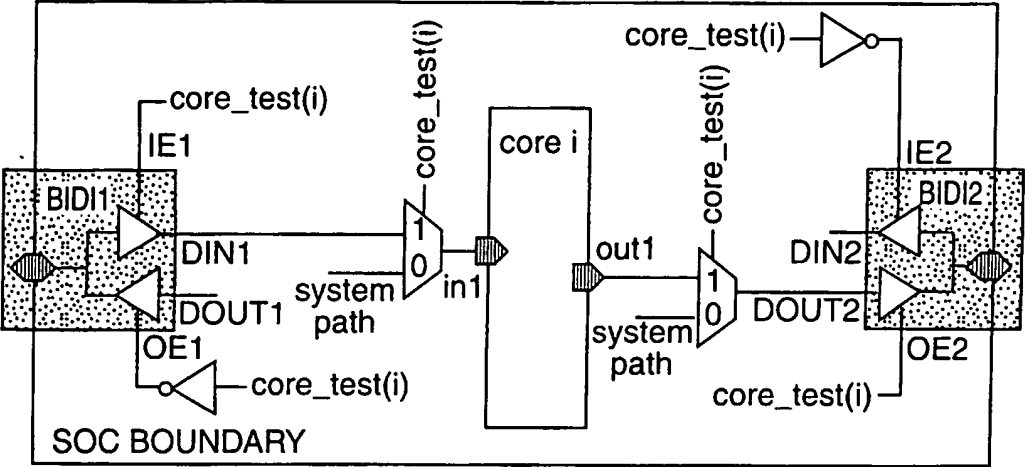 core_test(i)
core_test(i)
core_test(i)
core_test(i)
IE1
core i
IE2
BIDI1
BIDI2
1
DIN1
out1
DIN2
0
system
path
in1
1
DOUT1
system
path
0
DOUT2
OE1
OE2
core_test(i)
core_test(i)
SOC BOUNDARY